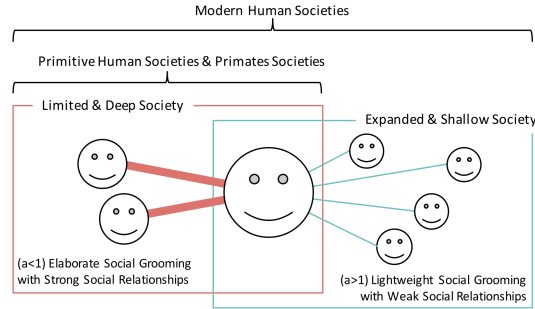 Modern Human Societies
Primitive Human Societies & Primates Societies
Limited & Deep Society
Expanded & Shallow Society
(a<1) Elaborate Social Grooming
with Strong Social Relationships
(a>1) Lightweight Social Grooming
with Weak Social Relationships